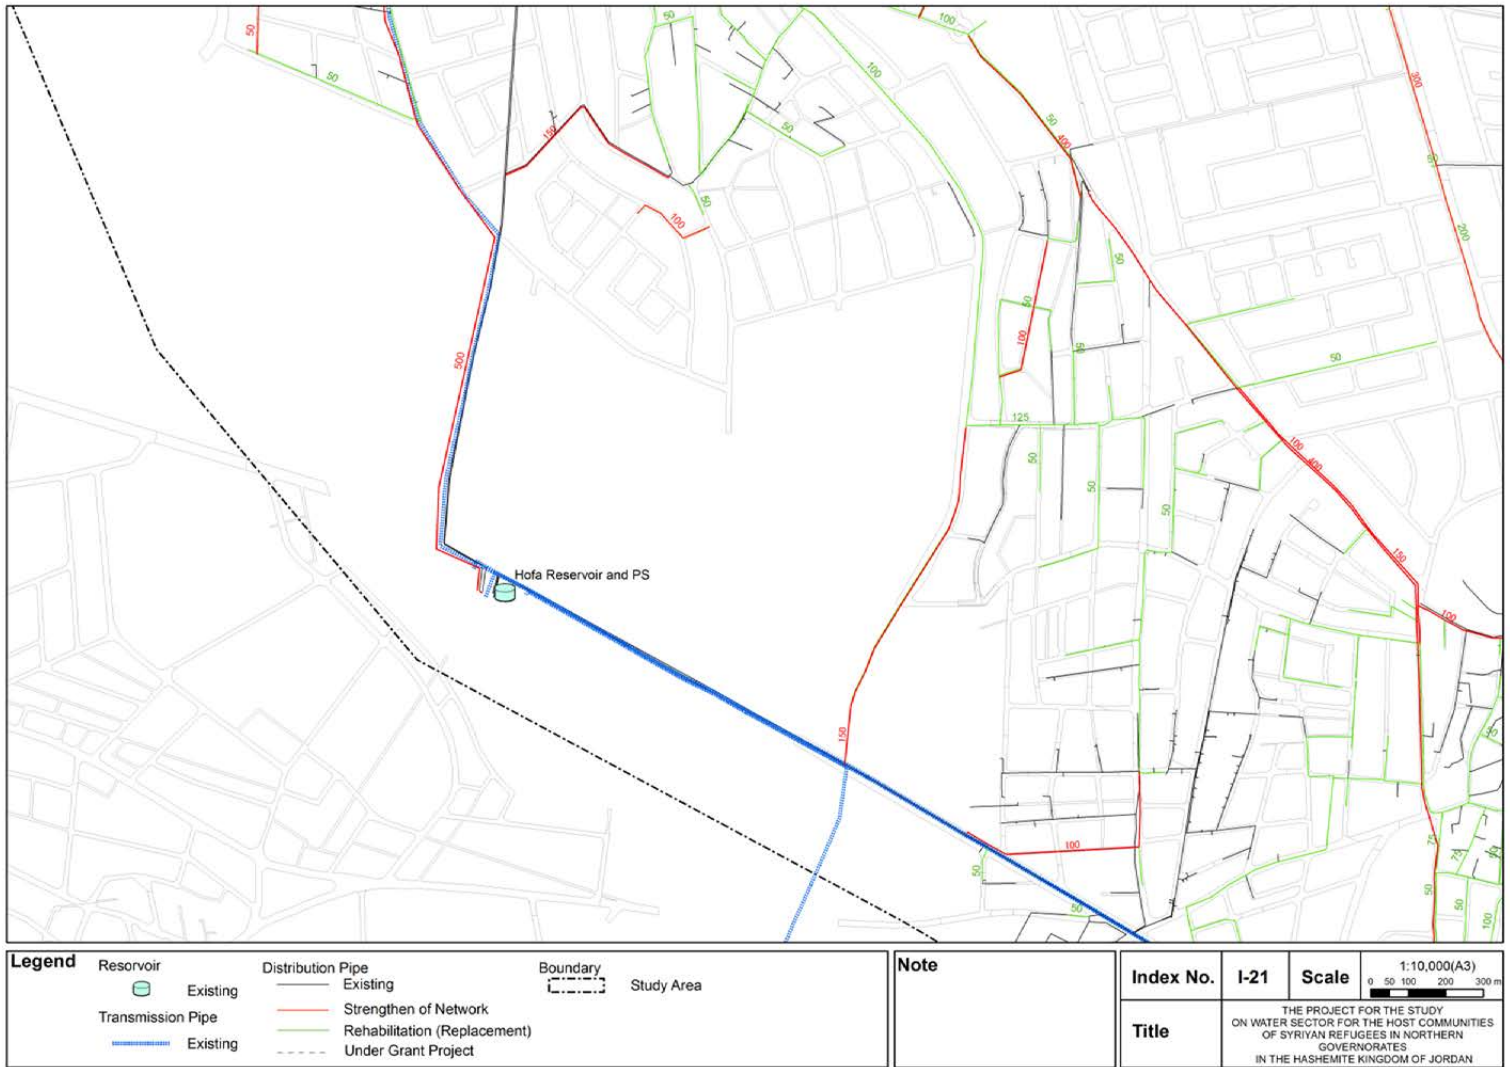 50
50
100
50
100
50
400
300
50
150
50
50
200
100
50
50
50
100
50
500
125
50
50
50
100
400
150
100
Hofa Reservoir and PS
150
50
100
50
50
75
75
50
50
50
100
Legend
Resorvoir
Existing
Transmission Pipe
Existing
Distribution Pipe
Existing
Strengthen of Network
Rehabilitation (Replacement)
Under Grant Project
Boundary
Study Area
Note
Index No.
I-21
Scale
1:10,000(A3)
0 50 100 200 300 m
Title
THE PROJECT FOR THE STUDY
ON WATER SECTOR FOR THE HOST COMMUNITIES
OF SYRIYAN REFUGEES IN NORTHERN
GOVERNORATES
IN THE HASHEMITE KINGDOM OF JORDAN